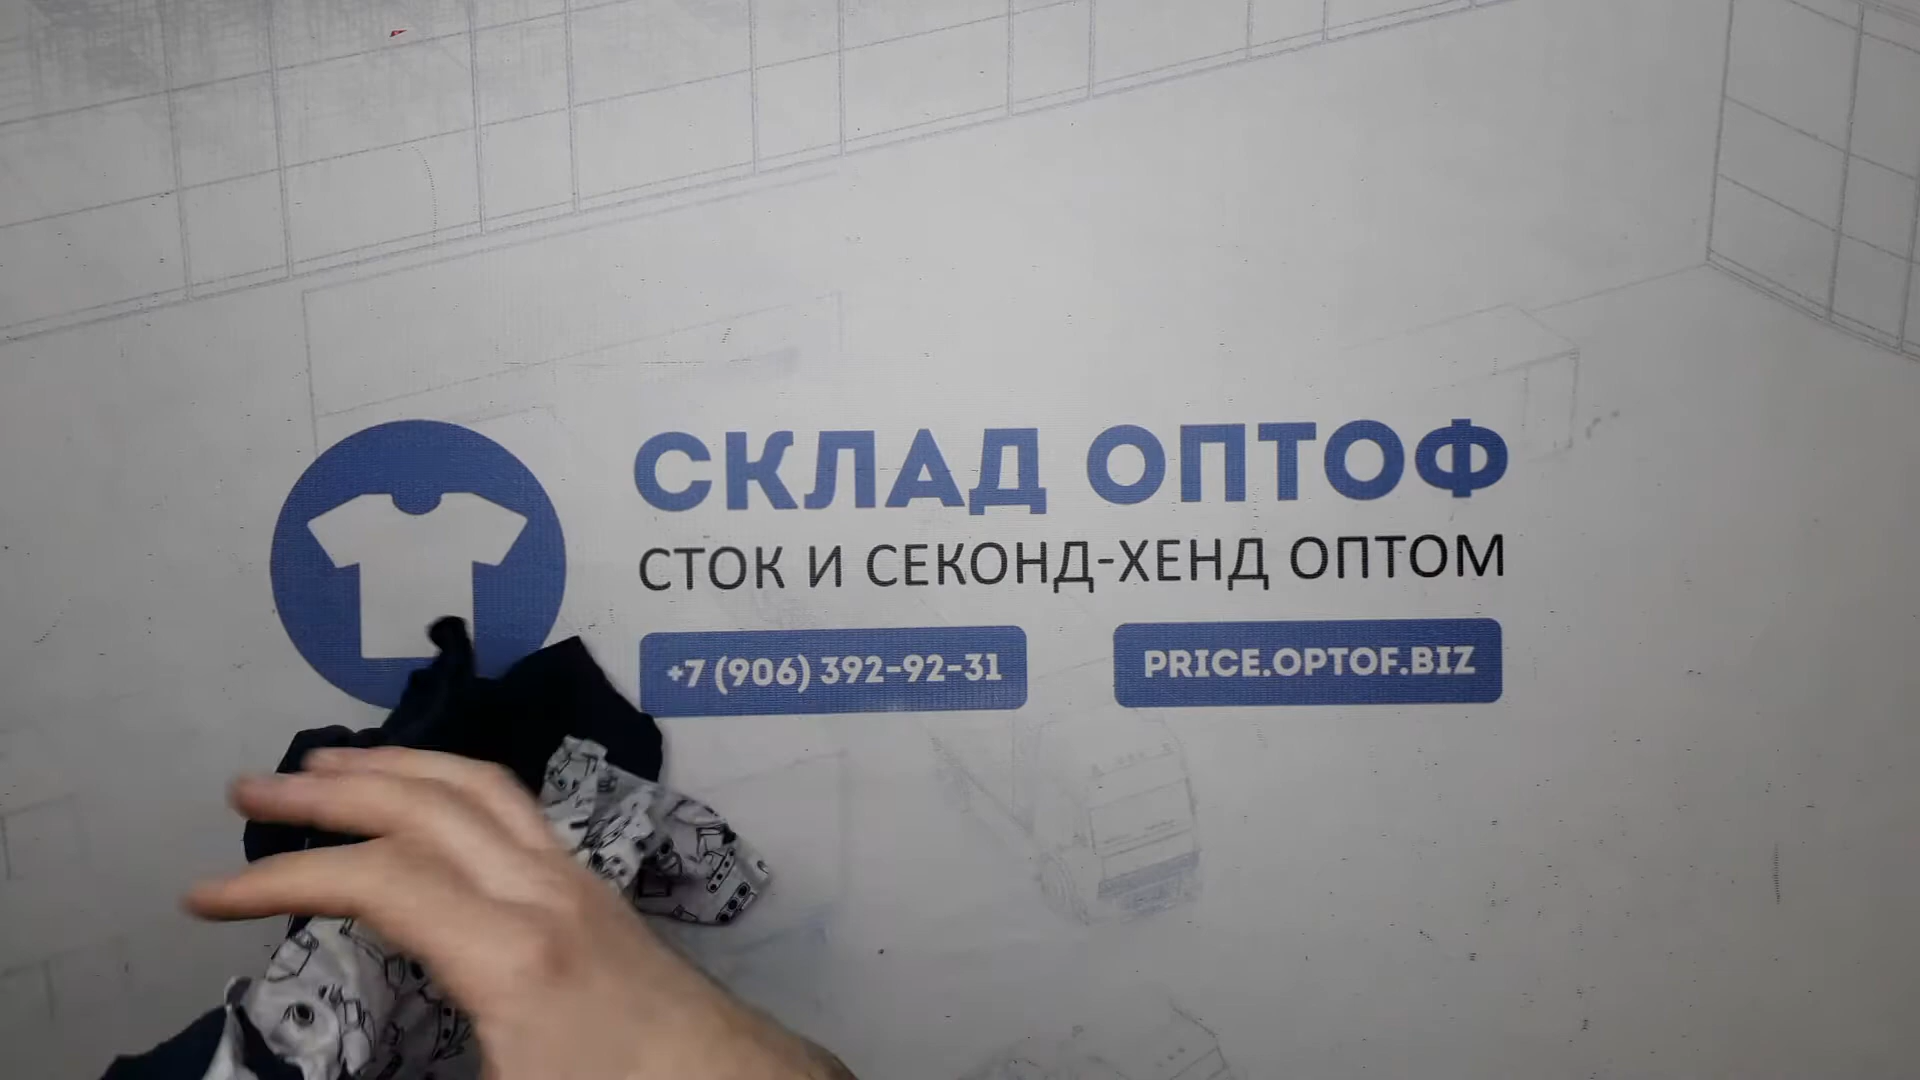 СКЛАД ОПТОФ
СТОК И СЕКОНД-ХЕНД ОПТОМ
+7 (906) 392-92-31
PRICE.OPTOF.BIZ